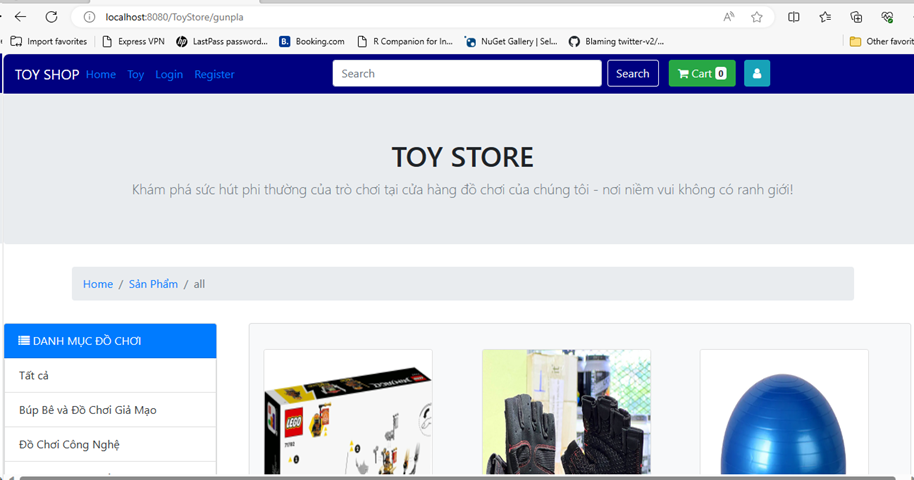 localhost:8080/ToyStore/gunpla
Import favorites
Express VPN
LastPass password...
Booking.com
R Companion for In...
NuGet Gallery | Sel...
Blaming twitter-v2/...
Other favori
TOY SHOP Home Toy Login Register
Search
Search
Cart 0
TOY STORE
Khám phá sức hút phi thường của trò chơi tại cửa hàng đồ chơi của chúng tôi - nơi niềm vui không có ranh giới!
Home / Sản Phẩm / all
DANH MỤC ĐỒ CHƠI
Tất cả
Búp Bê và Đồ Chơi Giả Mạo
Đồ Chơi Công Nghệ
LEGO